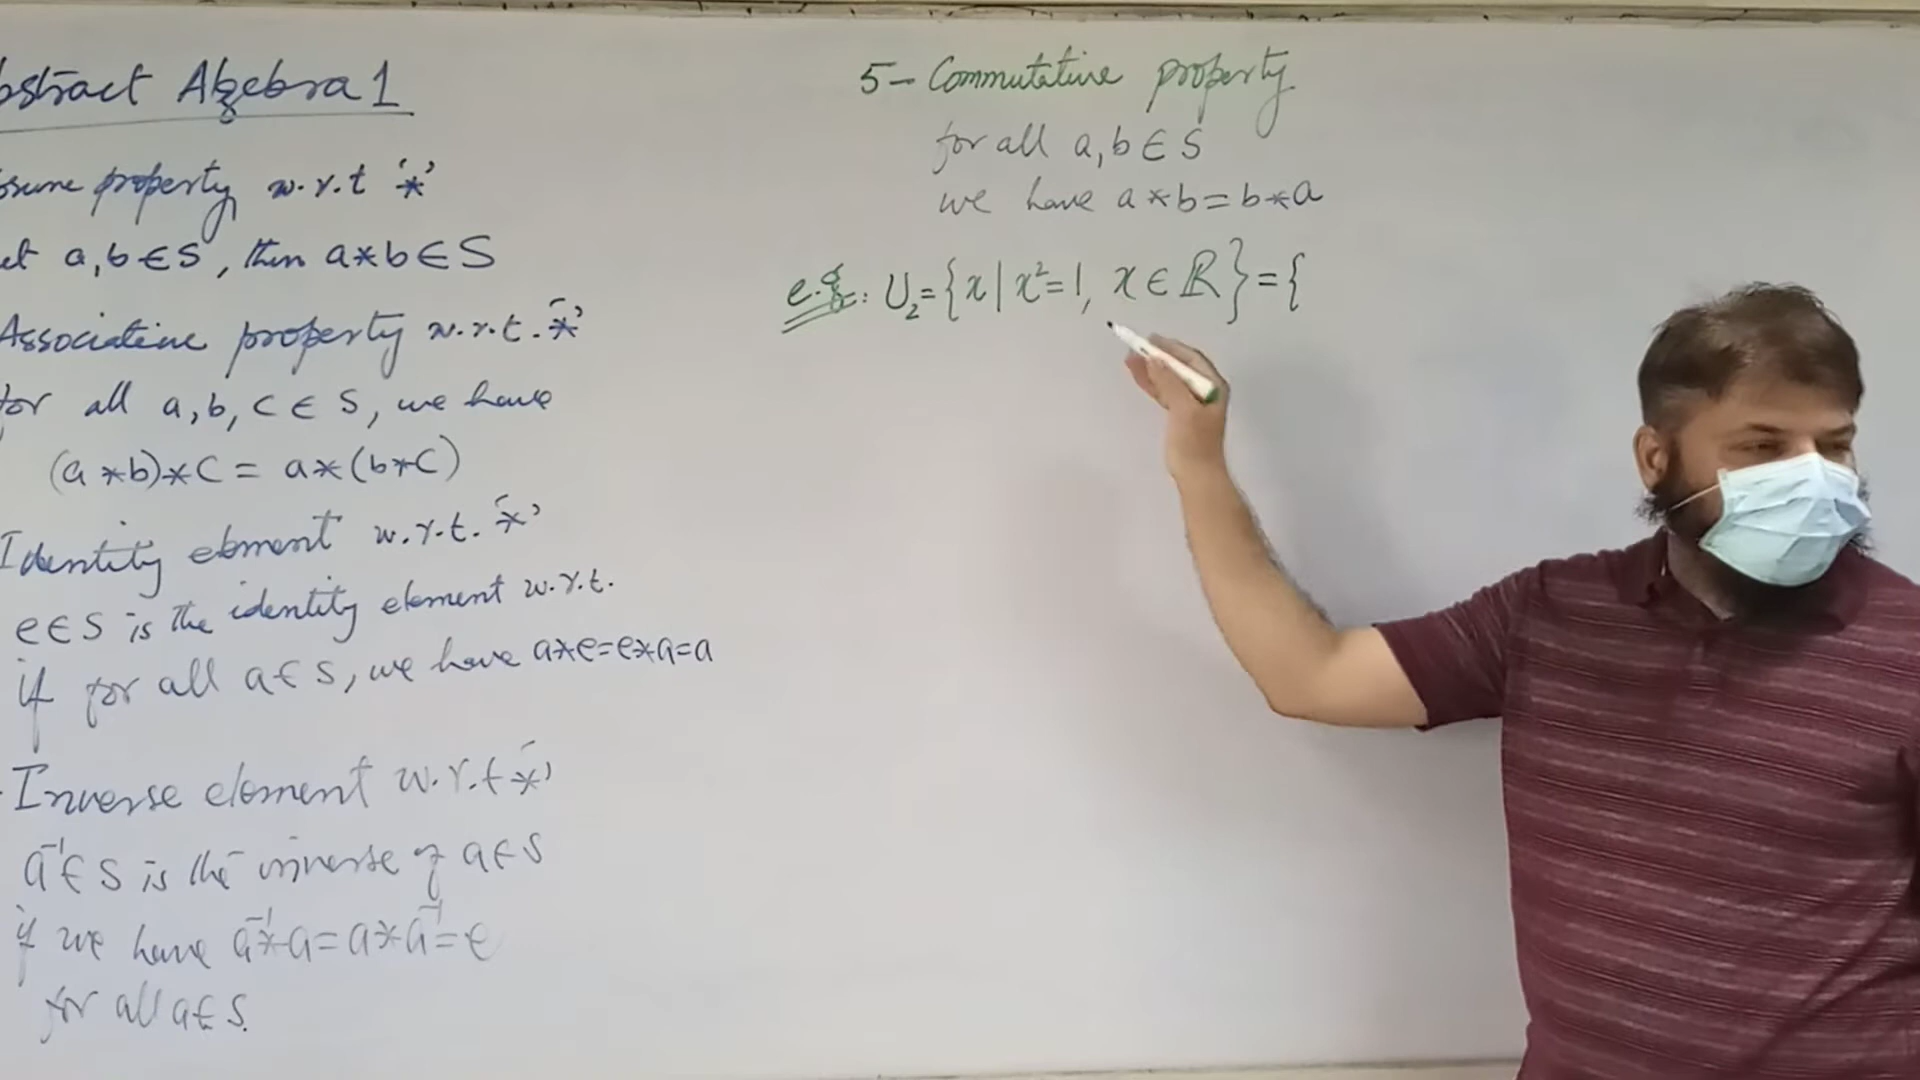 bstract Algebra 1
osure property w.r.t '*'
et a,b∈S, then a*b∈S
Associative property w.r.t. '*'
for all a,b,c∈S, we have
(a*b)*c = a*(b*c)
Identity element w.r.t. '*'
e∈S is the identity element w.r.t.
if for all a∈S, we have a*e=e*a=a
Inverse element w.r.t '*'
a⁻¹∈S is the inverse of a∈S
if we have a⁻¹*a=a*a⁻¹=e
for all a∈S.
5- Commutative property
for all a,b∈S
we have a*b=b*a
e.g.: U₂={x|x²=1, x∈ℝ}={